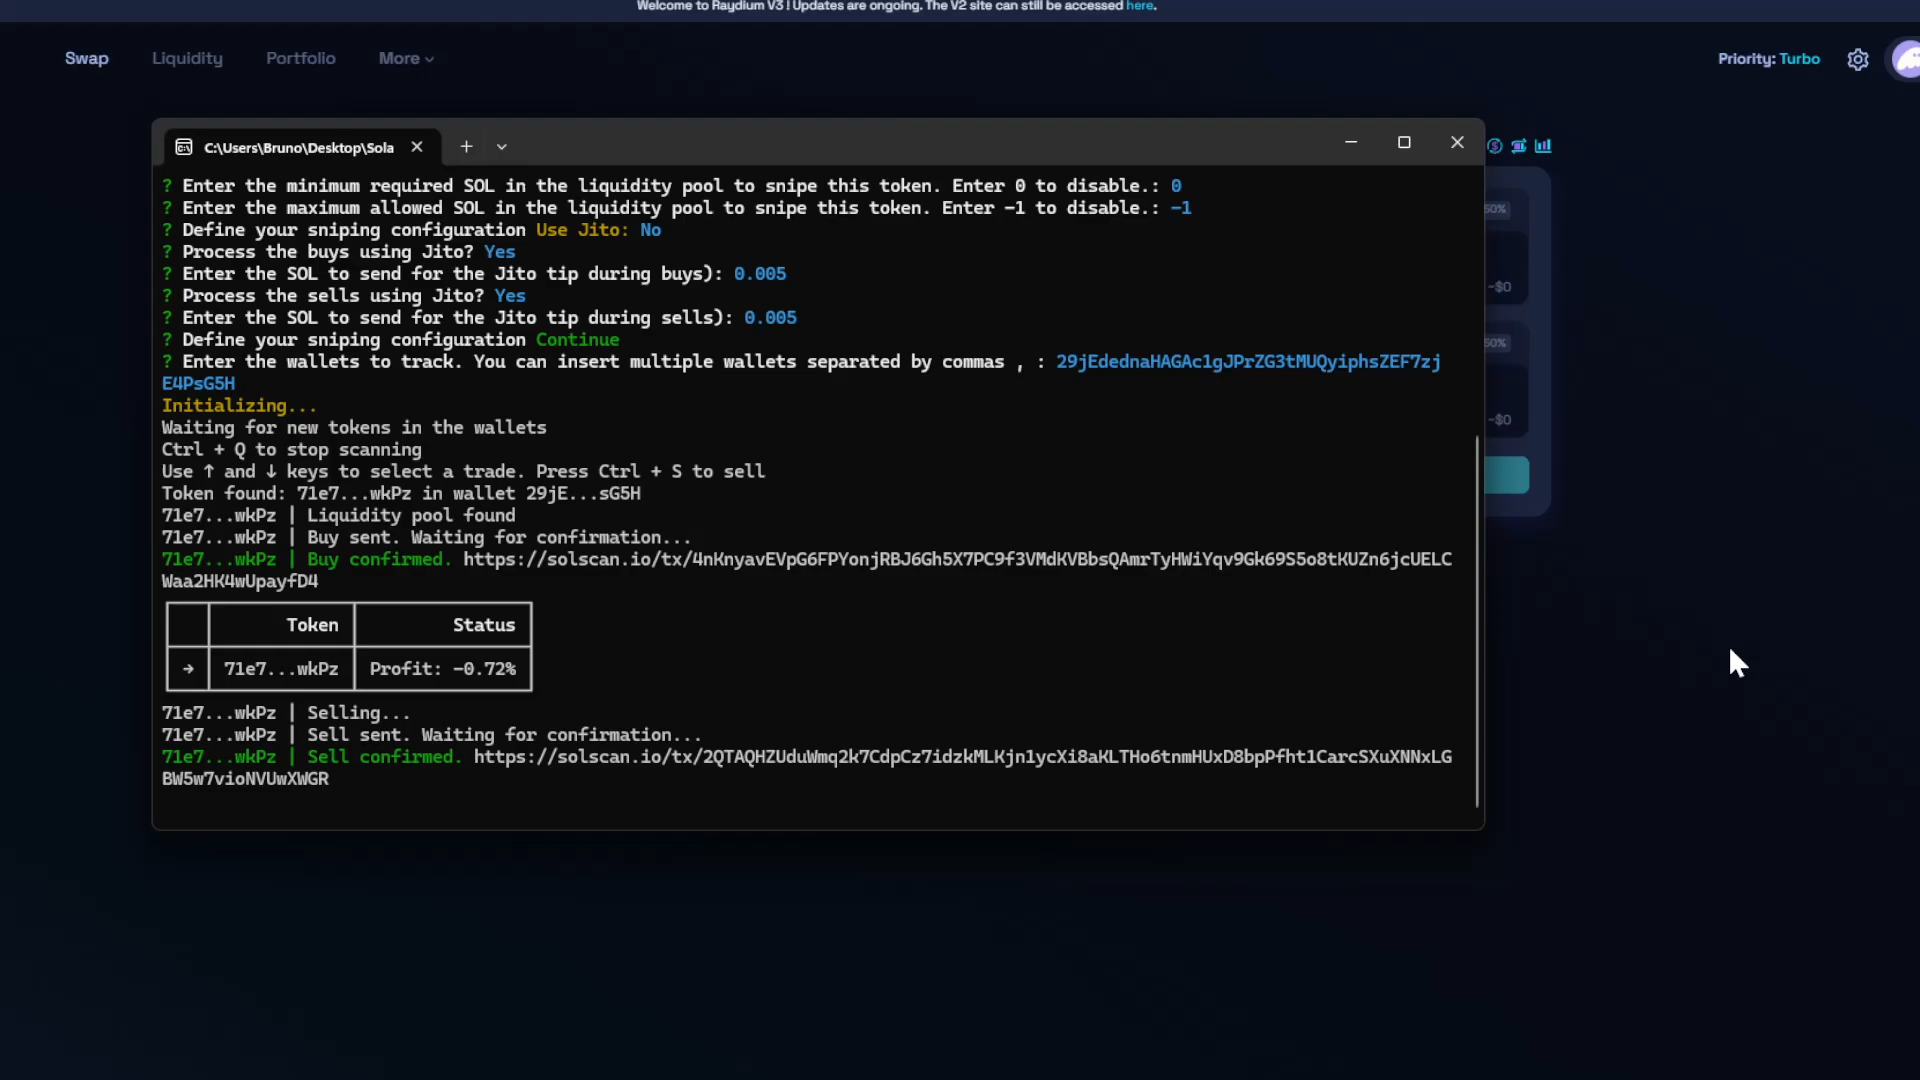 Welcome to Raydium V3! Updates are ongoing. The V2 site can still be accessed here.
Swap Liquidity Portfolio More Priority: Turbo
C:\Users\Bruno\Desktop\Sola
? Enter the minimum required SOL in the liquidity pool to snipe this token. Enter 0 to disable.: 0
? Enter the maximum allowed SOL in the liquidity pool to snipe this token. Enter -1 to disable.: -1
? Define your sniping configuration Use Jito: No
? Process the buys using Jito? Yes
? Enter the SOL to send for the Jito tip during buys): 0.005
? Process the sells using Jito? Yes
? Enter the SOL to send for the Jito tip during sells): 0.005
? Define your sniping configuration Continue
? Enter the wallets to track. You can insert multiple wallets separated by commas , : 29jEdednaHAGAc1gJPrZG3tMUQyiphsZEF7zj
E4PsG5H
Initializing...
Waiting for new tokens in the wallets
Ctrl + Q to stop scanning
Use ↑ and ↓ keys to select a trade. Press Ctrl + S to sell
Token found: 71e7...wkPz in wallet 29jE...sG5H
71e7...wkPz | Liquidity pool found
71e7...wkPz | Buy sent. Waiting for confirmation...
71e7...wkPz | Buy confirmed. https://solscan.io/tx/4nKnyavEVpG6FPYonjRBJ6Gh5X7PC9f3VMdKVBbsQAmrTyHWiYqv9Gk69S5o8tKUZn6jcUELC
Waa2HK4wUpayfD4
Token Status
→ 71e7...wkPz Profit: -0.72%
71e7...wkPz | Selling...
71e7...wkPz | Sell sent. Waiting for confirmation...
71e7...wkPz | Sell confirmed. https://solscan.io/tx/2QTAQHZUduWmq2k7CdpCz7idzkMLKjn1ycXi8aKLTHo6tnmHUxD8bpPfht1CarcSXuXNNxLG
BW5w7vioNVUwXWGR
50%
~$0
50%
~$0